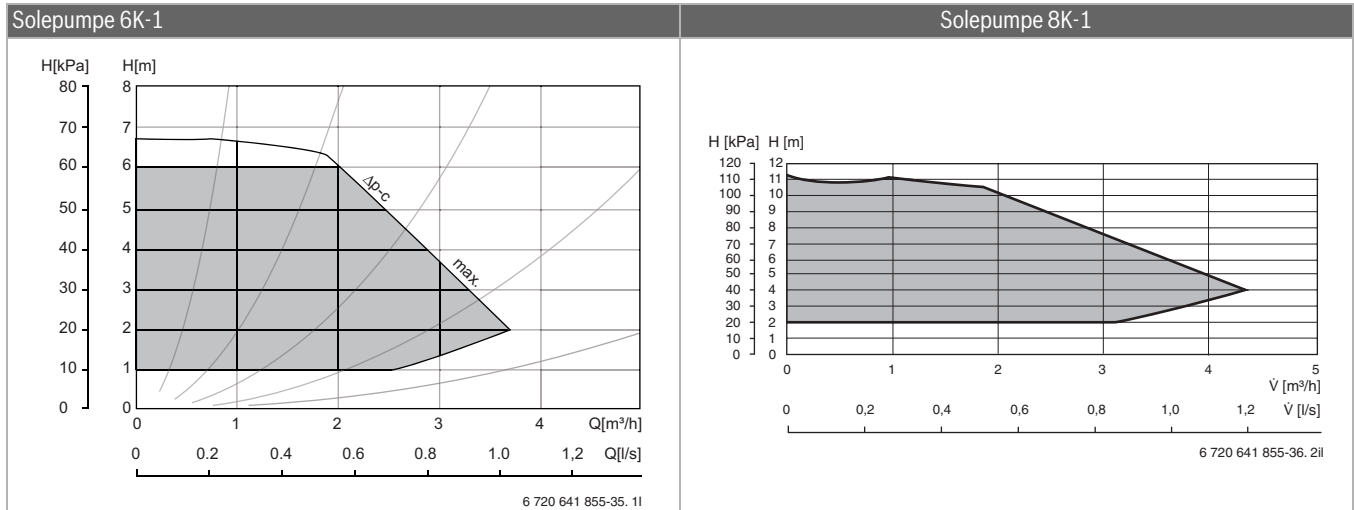 Solepumpe 6K-1
Solepumpe 8K-1
H[kPa] H[m]
80 8
70 7
60 6
50 5
40 4
30 3
20 2
10 1
0 0
Δp-c
max.
0 1 2 3 4 Q[m³/h]
0 0.2 0.4 0.6 0.8 1.0 1,2 Q[l/s]
6 720 641 855-35. 1l
H [kPa] H [m]
120 12
110 11
100 10
90 9
80 8
70 7
60 6
50 5
40 4
30 3
20 2
10 1
0 0
0 1 2 3 4 5
V̇ [m³/h]
0 0,2 0,4 0,6 0,8 1,0 1,2 V̇ [l/s]
6 720 641 855-36. 2il